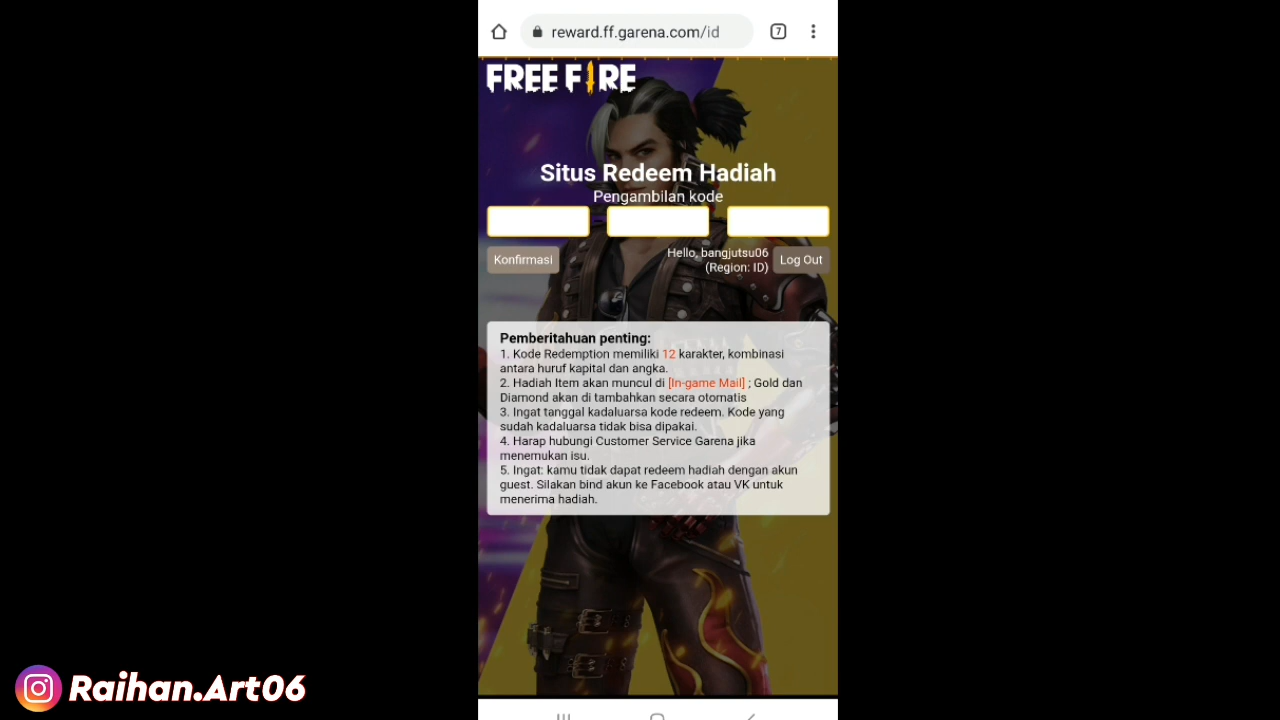 reward.ff.garena.com/id
7
FREE FIRE
Situs Redeem Hadiah
Pengambilan kode
Konfirmasi
Hello, bangjutsu06
(Region: ID)
Log Out
Pemberitahuan penting:
1. Kode Redemption memiliki 12 karakter, kombinasi
antara huruf kapital dan angka.
2. Hadiah Item akan muncul di [In-game Mail] ; Gold dan
Diamond akan di tambahkan secara otomatis
3. Ingat tanggal kadaluarsa kode redeem. Kode yang
sudah kadaluarsa tidak bisa dipakai.
4. Harap hubungi Customer Service Garena jika
menemukan isu.
5. Ingat: kamu tidak dapat redeem hadiah dengan akun
guest. Silakan bind akun ke Facebook atau VK untuk
menerima hadiah.
Raihan.Art06